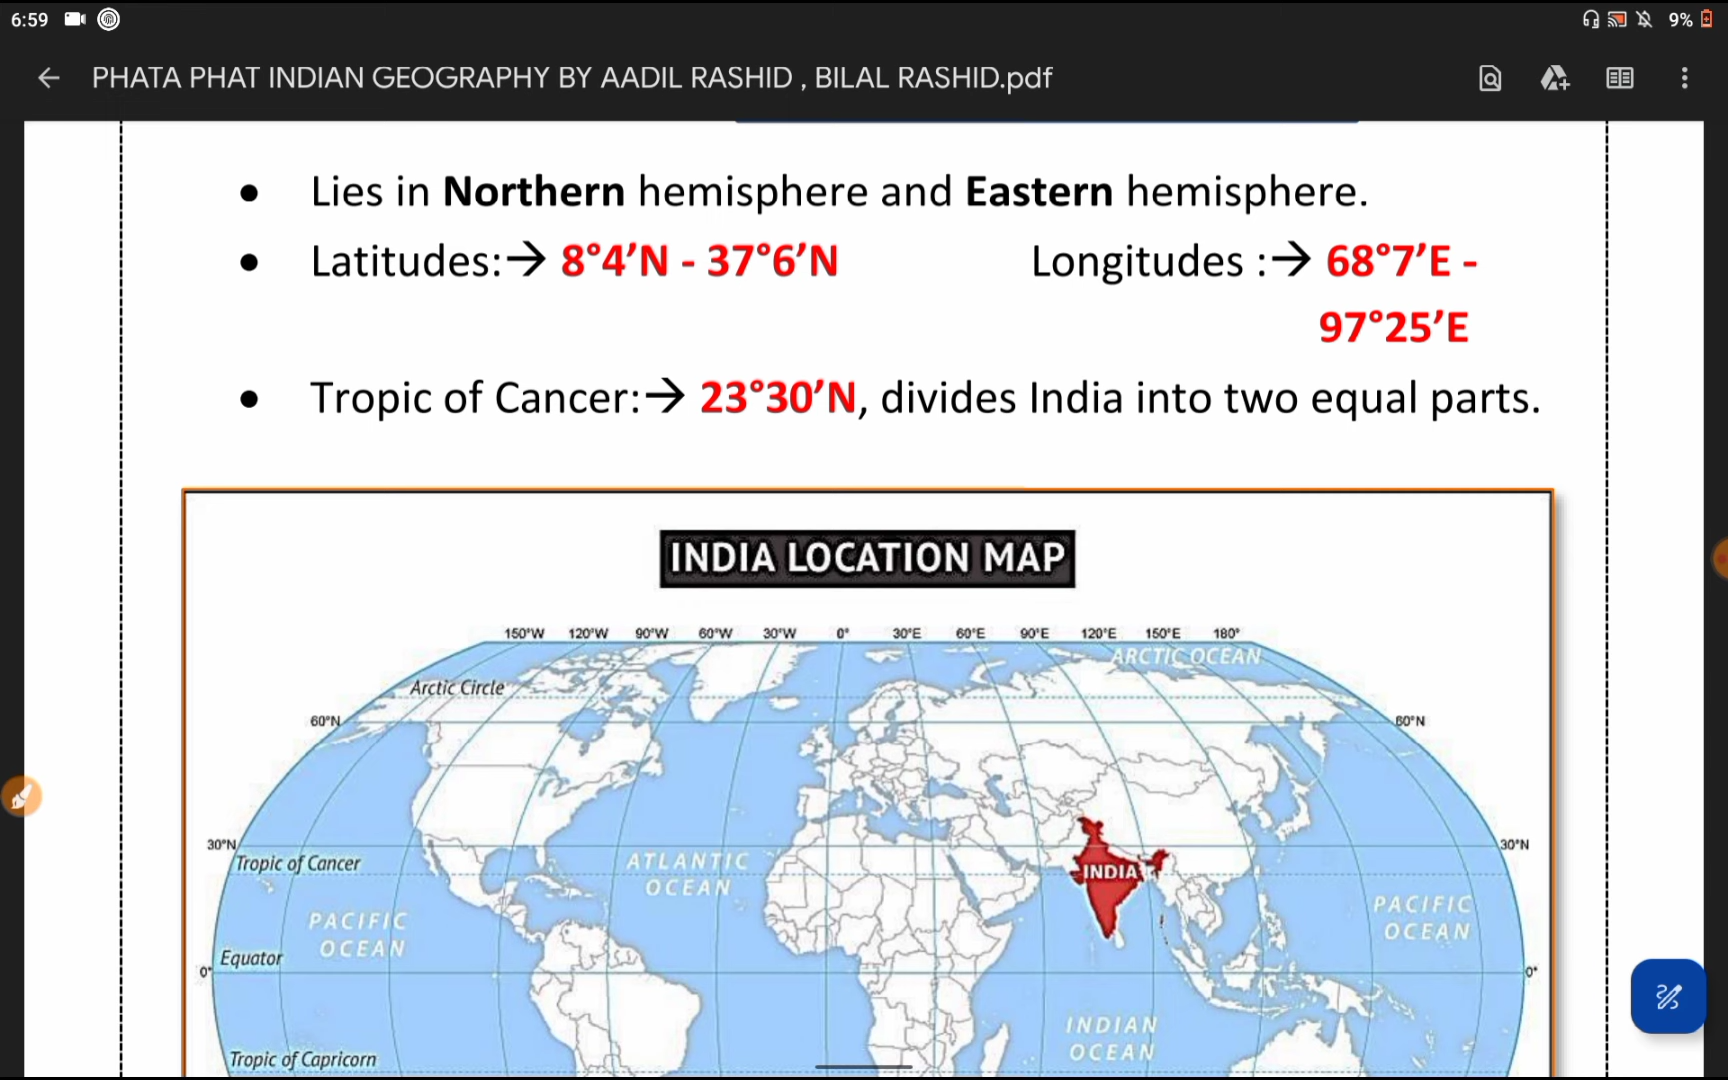 6:59
9%
PHATA PHAT INDIAN GEOGRAPHY BY AADIL RASHID , BILAL RASHID.pdf
• Lies in Northern hemisphere and Eastern hemisphere.
• Latitudes:→ 8°4’N - 37°6’N Longitudes :→ 68°7’E -
97°25’E
• Tropic of Cancer:→ 23°30’N, divides India into two equal parts.
INDIA LOCATION MAP
150°W 120°W 90°W 60°W 30°W 0° 30°E 60°E 90°E 120°E 150°E 180°
ARCTIC OCEAN
Arctic Circle
60°N 60°N
30°N 30°N
Tropic of Cancer
ATLANTIC
OCEAN
INDIA
PACIFIC
OCEAN
PACIFIC
OCEAN
Equator
0° 0°
INDIAN
OCEAN
Tropic of Capricorn